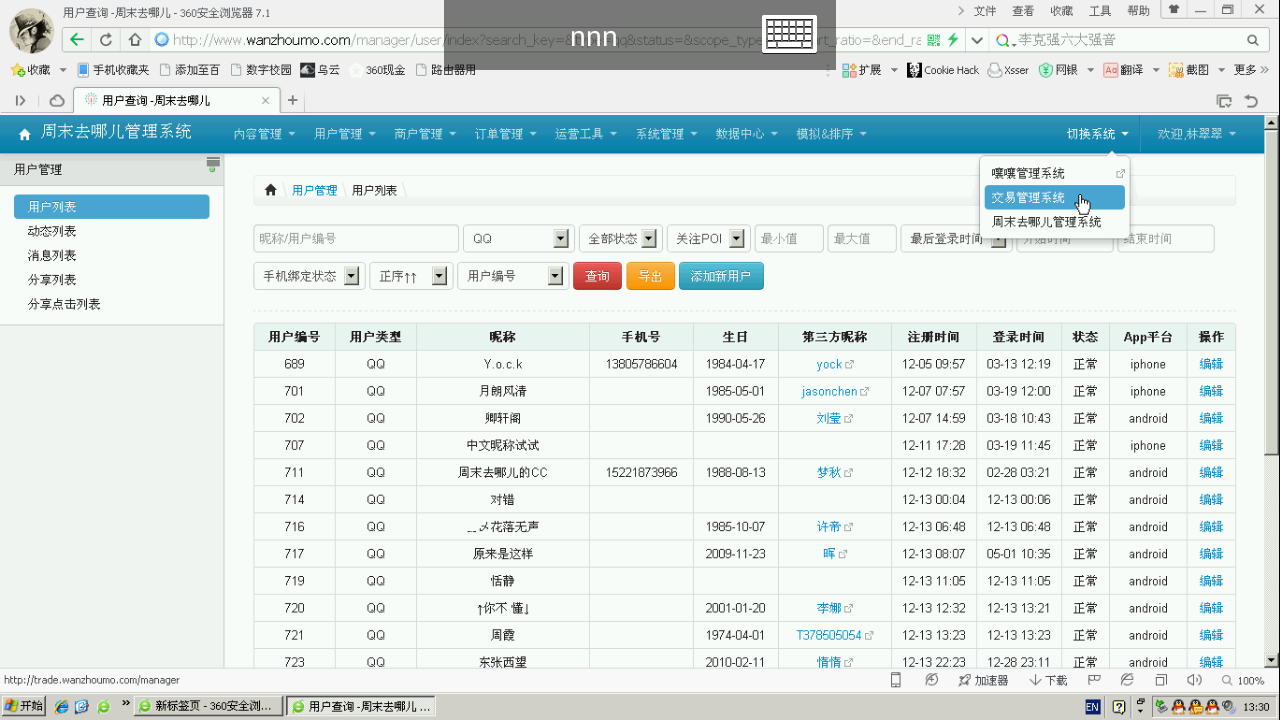 用户查询 -周末去哪儿 - 360安全浏览器 7.1
文件 查看 收藏 工具 帮助
nnn
http://www.wanzhoumo.com/manager/user/index?search_key=&
李克强六大强音
收藏 手机收藏夹 添加至百 数字校园 乌云 360现金 路由器用 扩展 Cookie Hack Xsser 网银 翻译 截图 更多 »
用户查询 -周末去哪儿
周末去哪儿管理系统 内容管理 用户管理 商户管理 订单管理 运营工具 系统管理 数据中心 模拟&排序 切换系统 欢迎,林翠翠
嚷嚷管理系统
交易管理系统
周末去哪儿管理系统
用户管理
用户列表
动态列表
消息列表
分享列表
分享点击列表
用户管理 用户列表
昵称/用户编号 QQ 全部状态 关注POI 最小值 最大值 最后登录时间 开始时间 结束时间
手机绑定状态 正序↑↑ 用户编号 查询 导出 添加新用户
用户编号 用户类型 昵称 手机号 生日 第三方昵称 注册时间 登录时间 状态 App平台 操作
689 QQ Y.o.c.k 13805786604 1984-04-17 yock 12-05 09:57 03-13 12:19 正常 iphone 编辑
701 QQ 月朗风清 1985-05-01 jasonchen 12-07 07:57 03-19 12:00 正常 iphone 编辑
702 QQ 卿轩阁 1990-05-26 刘莹 12-07 14:59 03-18 10:43 正常 android 编辑
707 QQ 中文昵称试试 12-11 17:28 03-19 11:45 正常 iphone 编辑
711 QQ 周末去哪儿的CC 15221873966 1988-08-13 梦秋 12-12 18:32 02-28 03:21 正常 android 编辑
714 QQ 对错 12-13 00:04 12-13 00:06 正常 android 编辑
716 QQ ﹎メ花落无声 1985-10-07 许帝 12-13 06:48 12-13 06:48 正常 android 编辑
717 QQ 原来是这样 2009-11-23 晖 12-13 08:07 05-01 10:35 正常 android 编辑
719 QQ 恬静 12-13 11:05 12-13 11:05 正常 android 编辑
720 QQ ↑你不 懂↓ 2001-01-20 李娜 12-13 12:32 12-13 13:21 正常 android 编辑
721 QQ 周霞 1974-04-01 T378505054 12-13 13:23 12-13 13:23 正常 android 编辑
723 QQ 东张西望 2010-02-11 惰惰 12-13 22:23 12-28 23:11 正常 android 编辑
http://trade.wanzhoumo.com/manager 加速器 下载 100%
开始 » 新标签页 - 360安全浏... 用户查询 -周末去哪儿 ... EN 13:30